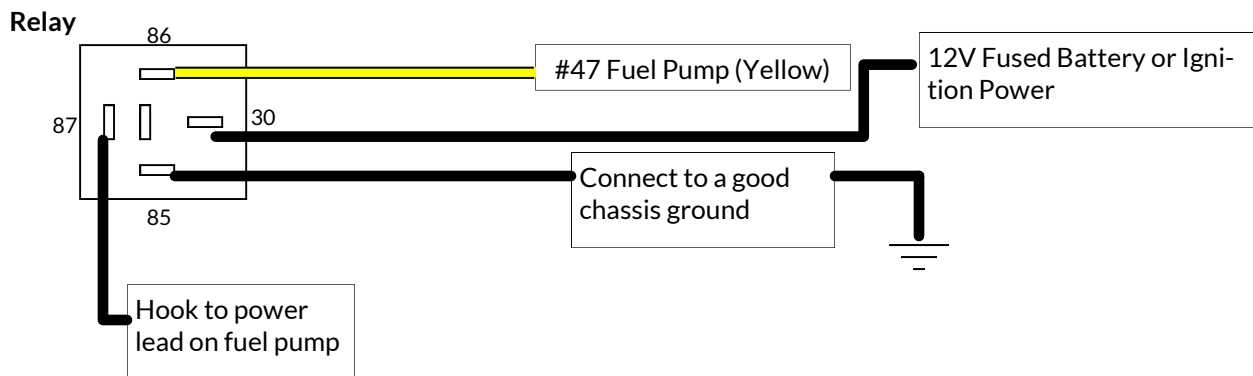 Relay
86
#47 Fuel Pump (Yellow)
12V Fused Battery or Igni-
tion Power
87
30
Connect to a good
chassis ground
85
Hook to power
lead on fuel pump